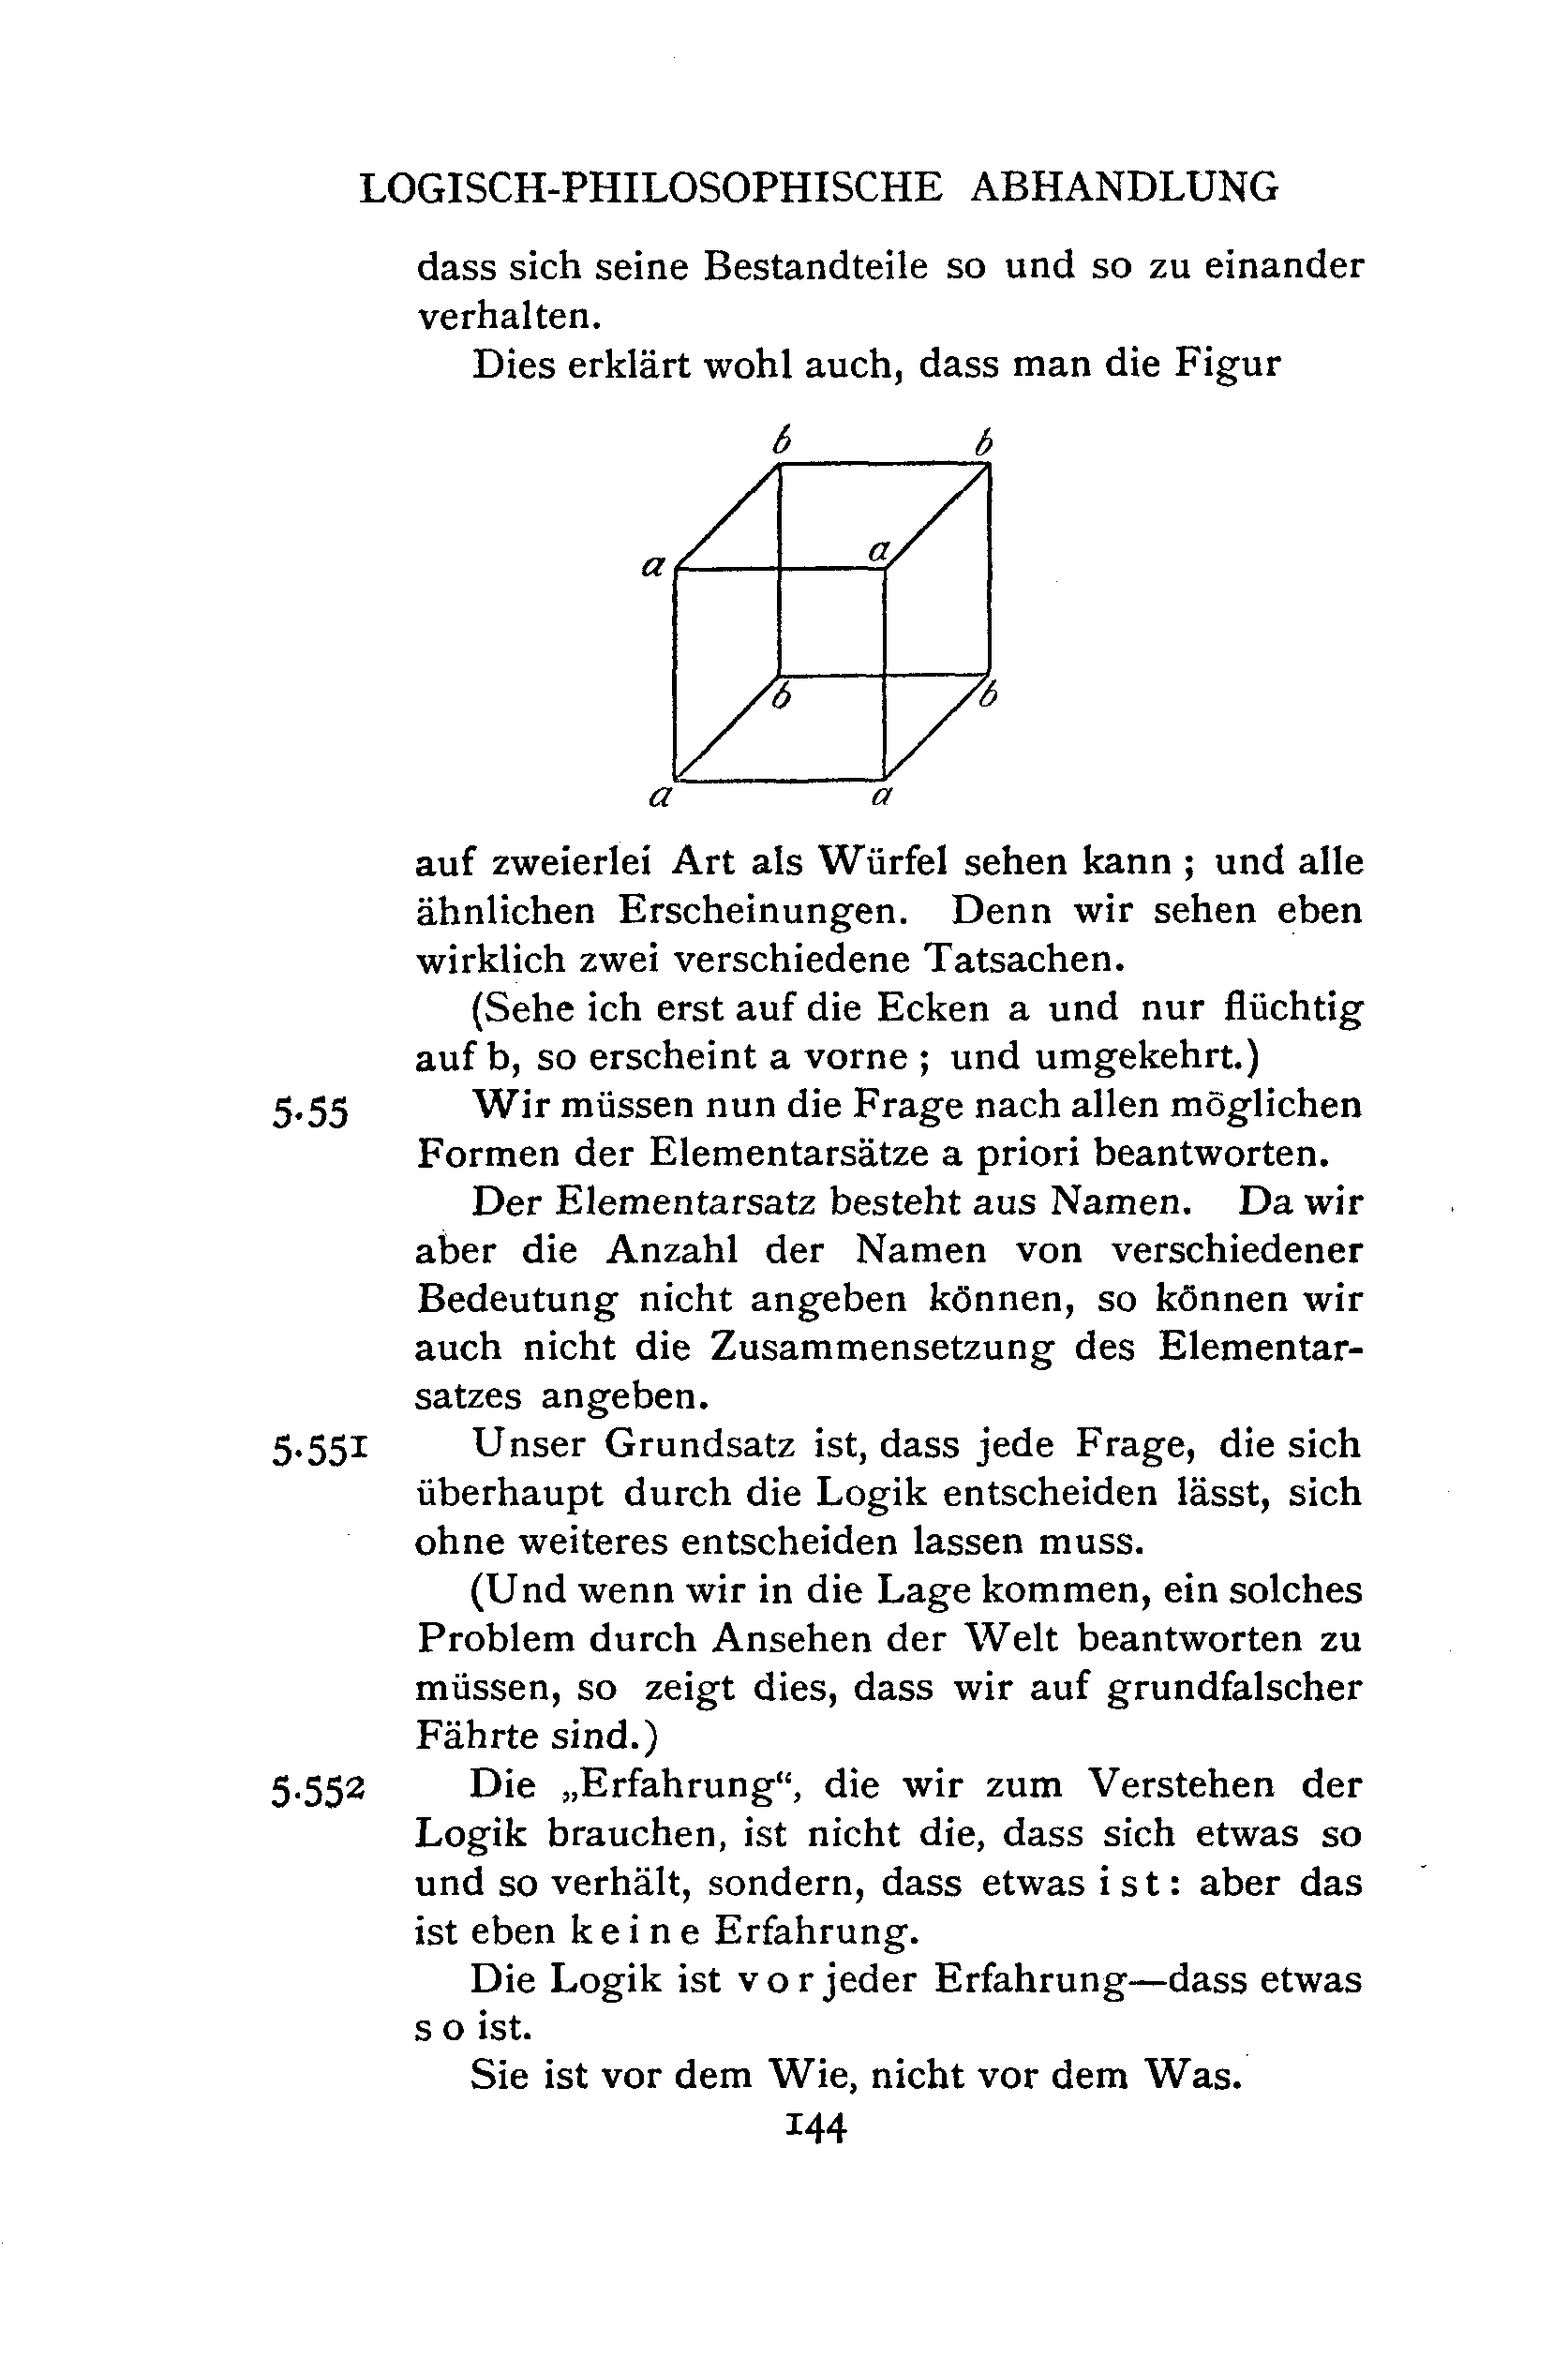 LOGISCH-PHILOSOPHISCHE ABHANDLUNG
dass sich seine Bestandteile so und so zu einander
verhalten.
Dies erklärt wohl auch, dass man die Figur
b b
a a
b b
a a
auf zweierlei Art als Würfel sehen kann ; und alle
ähnlichen Erscheinungen. Denn wir sehen eben
wirklich zwei verschiedene Tatsachen.
(Sehe ich erst auf die Ecken a und nur flüchtig
auf b, so erscheint a vorne ; und umgekehrt.)
5·55 Wir müssen nun die Frage nach allen möglichen
Formen der Elementarsätze a priori beantworten.
Der Elementarsatz besteht aus Namen. Da wir
aber die Anzahl der Namen von verschiedener
Bedeutung nicht angeben können, so können wir
auch nicht die Zusammensetzung des Elementar-
satzes angeben.
5·551 Unser Grundsatz ist, dass jede Frage, die sich
überhaupt durch die Logik entscheiden lässt, sich
ohne weiteres entscheiden lassen muss.
(Und wenn wir in die Lage kommen, ein solches
Problem durch Ansehen der Welt beantworten zu
müssen, so zeigt dies, dass wir auf grundfalscher
Fährte sind.)
5·552 Die „Erfahrung“, die wir zum Verstehen der
Logik brauchen, ist nicht die, dass sich etwas so
und so verhält, sondern, dass etwas i s t : aber das
ist eben k e i n e Erfahrung.
Die Logik ist v o r jeder Erfahrung—dass etwas
s o ist.
Sie ist vor dem Wie, nicht vor dem Was.
144